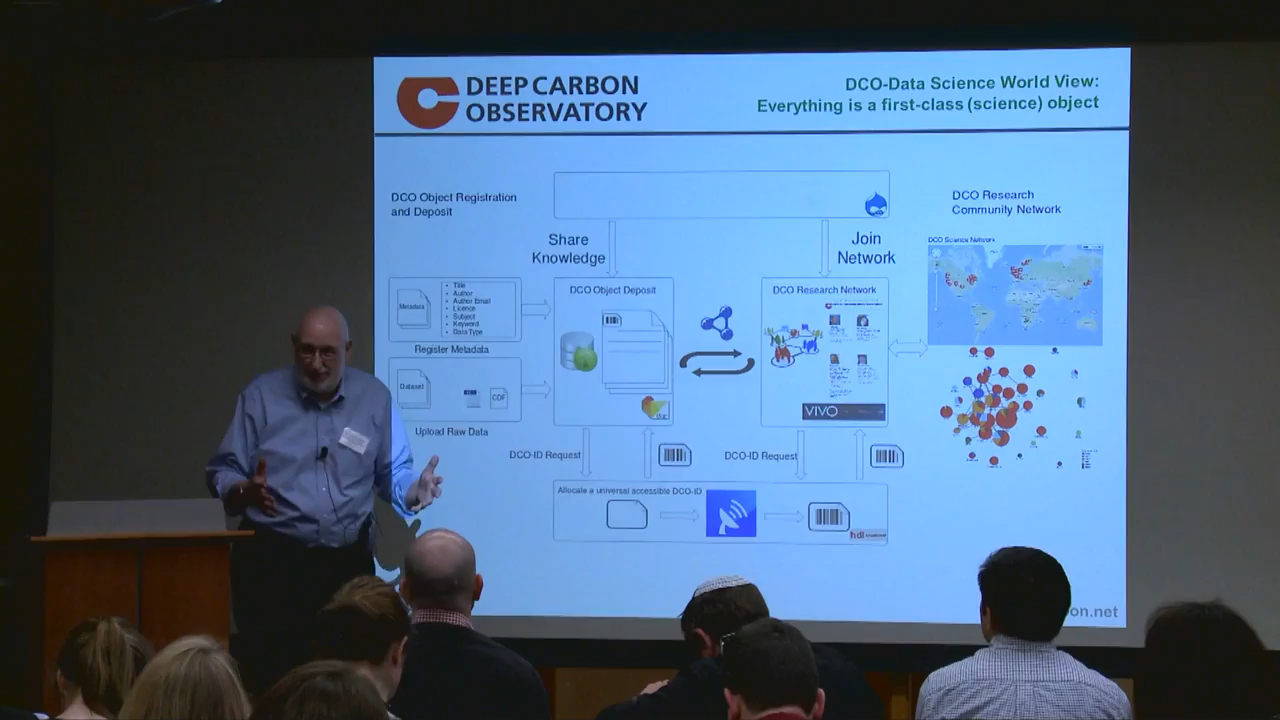 DEEP CARBON
OBSERVATORY
DCO-Data Science World View:
Everything is a first-class (science) object
DCO Object Registration
and Deposit
DCO Research
Community Network
Share
Knowledge
Join
Network
DCO Science Network
Metadata
• Title
• Author
• Author Email
• Licence
• Subject
• Keyword
• Data Type
Register Metadata
DCO Object Deposit
DCO Research Network
Dataset
CDF
Upload Raw Data
VIVO
DCO-ID Request
DCO-ID Request
Allocate a universal accessible DCO-ID
hdl
on.net